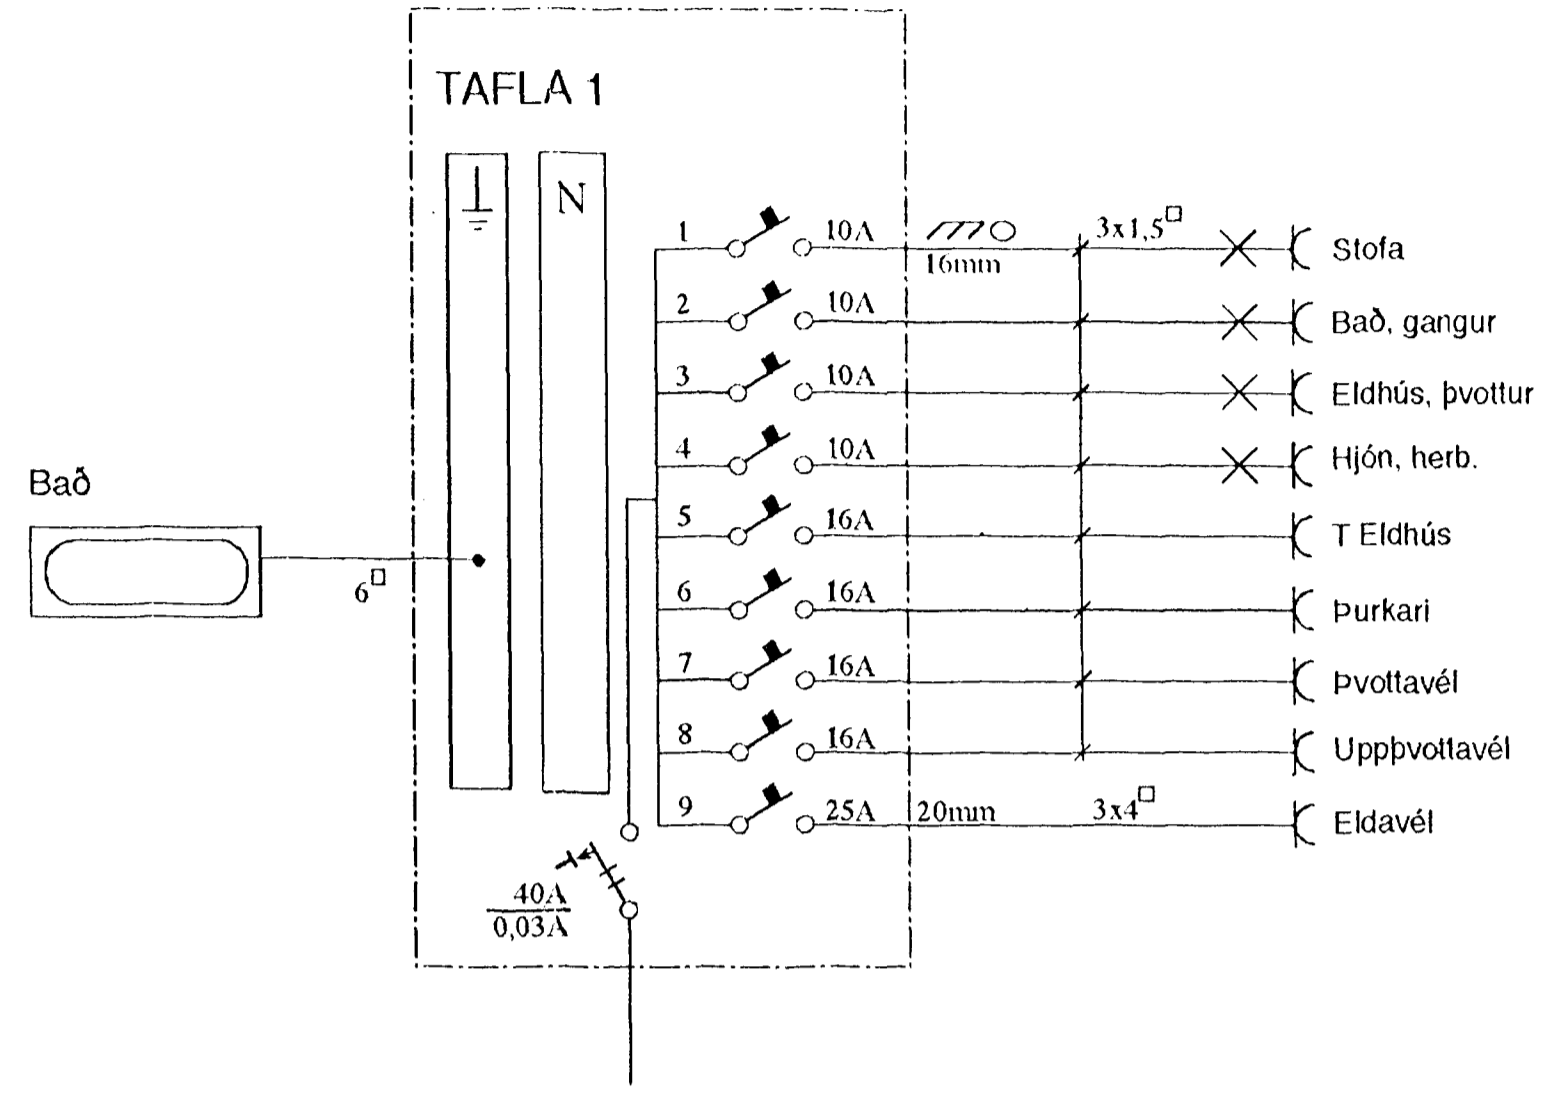 TAFLA 1
N
1 10A 16mm 3x1,5□ Stofa
2 10A Bað, gangur
3 10A Eldhús, þvottur
4 10A Hjón, herb.
5 16A T Eldhús
6 16A Þurkari
7 16A Þvottavél
8 16A Uppþvottavél
9 25A 20mm 3x4□ Eldavél
Bað
6□
40A
0,03A